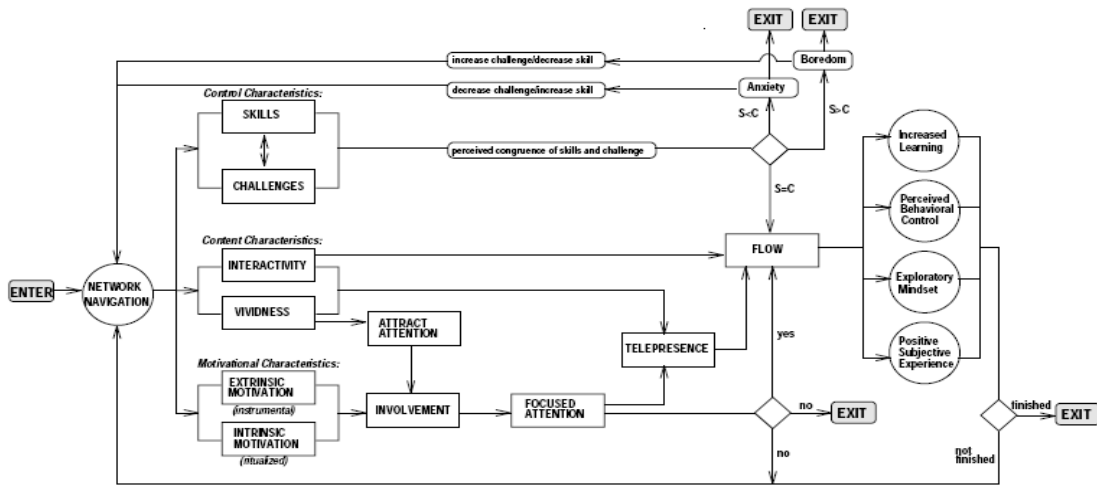 EXIT
EXIT
increase challenge/decrease skill
Boredom
decrease challenge/increase skill
Anxiety
Control Characteristics:
SKILLS
S<C
S>C
perceived congruence of skills and challenge
CHALLENGES
S=C
Increased
Learning
Perceived
Behavioral
Control
Content Characteristics:
INTERACTIVITY
FLOW
ENTER
NETWORK
NAVIGATION
VIVIDNESS
ATTRACT
ATTENTION
Exploratory
Mindset
TELEPRESENCE
yes
Positive
Subjective
Experience
Motivational Characteristics:
EXTRINSIC
MOTIVATION
(instrumental)
INVOLVEMENT
FOCUSED
ATTENTION
no
EXIT
finished
EXIT
INTRINSIC
MOTIVATION
(ritualized)
no
not
finished